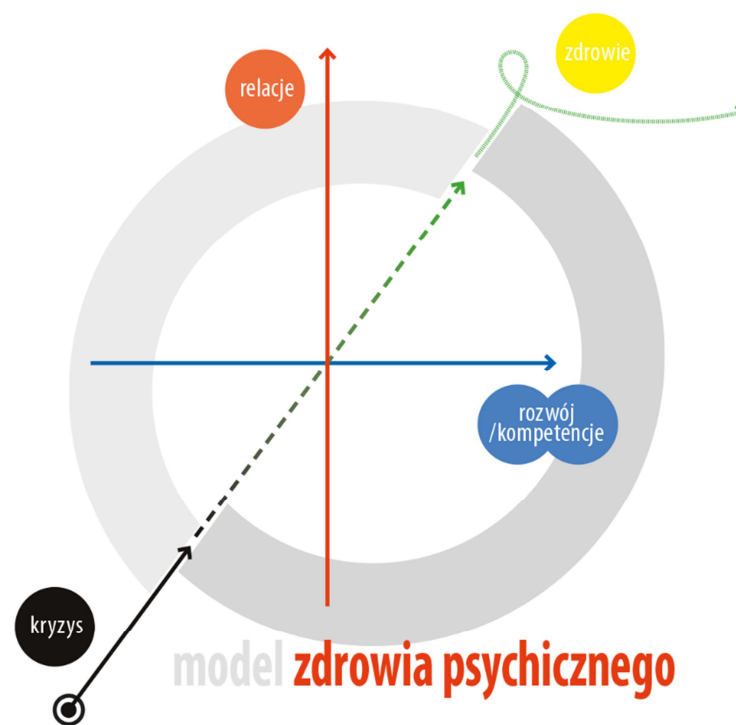 relacje
zdrowie
rozwój
/kompetencje
kryzys
model zdrowia psychicznego